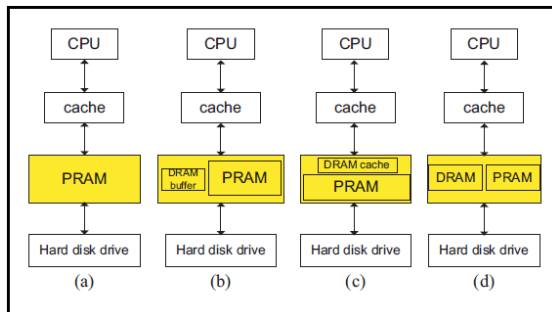 CPU
cache
PRAM
Hard disk drive
(a)
CPU
cache
DRAM
buffer
PRAM
Hard disk drive
(b)
CPU
cache
DRAM cache
PRAM
Hard disk drive
(c)
CPU
cache
DRAM
PRAM
Hard disk drive
(d)